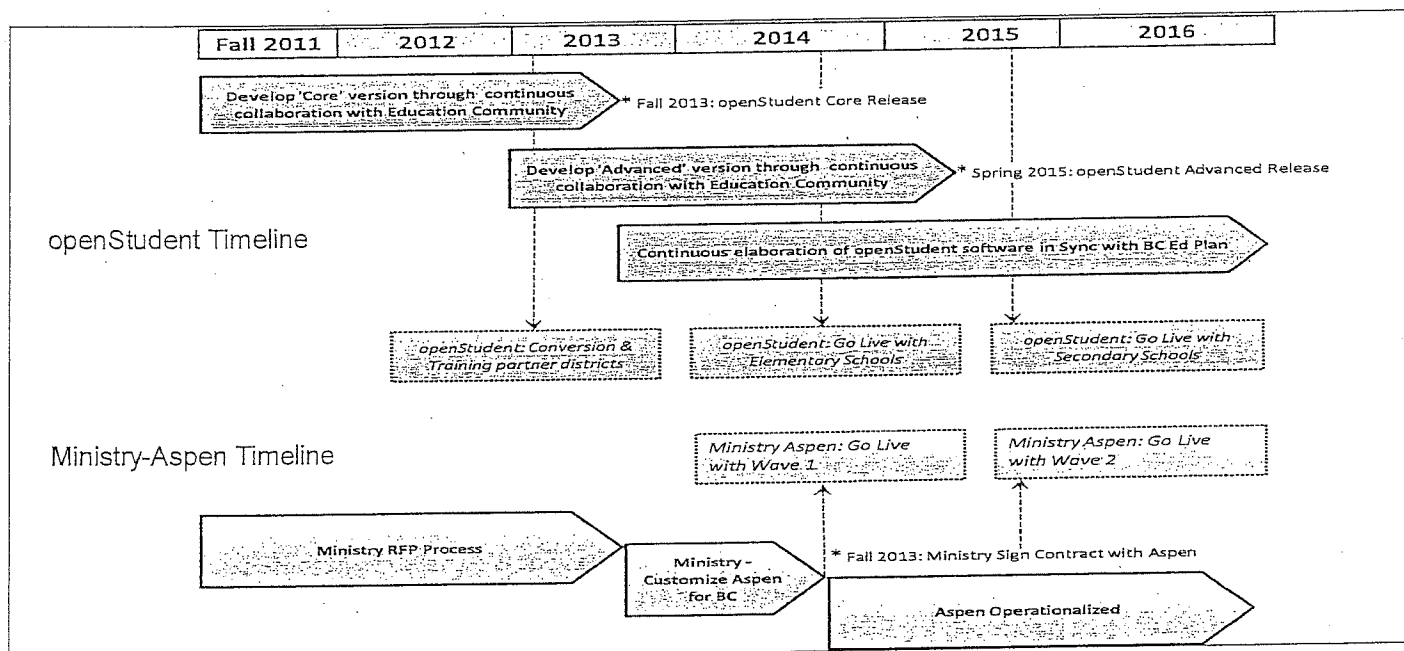 Fall 2011 2012 2013 2014 2015 2016
Develop 'Core' version through continuous
collaboration with Education Community
* Fall 2013: openStudent Core Release
Develop 'Advanced' version through continuous
collaboration with Education Community
* Spring 2015: openStudent Advanced Release
openStudent Timeline
Continuous elaboration of openStudent software in Sync with BC Ed Plan
openStudent: Conversion &
Training partner districts
openStudent: Go Live with
Elementary Schools
openStudent: Go Live with
Secondary Schools
Ministry-Aspen Timeline
Ministry Aspen: Go Live
with Wave 1
Ministry Aspen: Go Live
with Wave 2
Ministry RFP Process
Ministry -
Customize Aspen
for BC
* Fall 2013: Ministry Sign Contract with Aspen
Aspen Operationalized